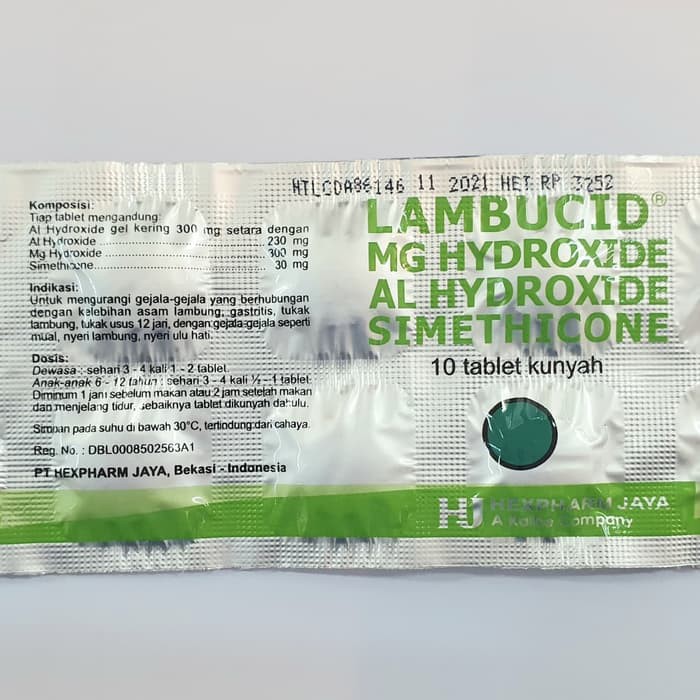 HTLCDA86146 11 2021 HET RP 3252
Komposisi:
Tiap tablet mengandung:
Al Hydroxide gel kering 300 mg setara dengan
Al Hydroxide.................................... 230 mg
Mg Hydroxide.................................... 300 mg
Simethicone..................................... 30 mg
Indikasi:
Untuk mengurangi gejala-gejala yang berhubungan
dengan kelebihan asam lambung, gastritis, tukak
lambung, tukak usus 12 jari, dengan gejala-gejala seperti
mual, nyeri lambung, nyeri ulu hati.
Dosis:
Dewasa : sehari 3 - 4 kali 1 - 2 tablet.
Anak-anak 6 - 12 tahun : sehari 3 - 4 kali ½ - 1 tablet.
Diminum 1 jam sebelum makan atau 2 jam setelah makan
dan menjelang tidur, sebaiknya tablet dikunyah dahulu.
Simpan pada suhu di bawah 30°C, terlindung dari cahaya.
Reg. No. : DBL0008502563A1
PT HEXPHARM JAYA, Bekasi - Indonesia
LAMBUCID®
MG HYDROXIDE
AL HYDROXIDE
SIMETHICONE
10 tablet kunyah
HJ HEXPHARM JAYA
A Kalbe Company